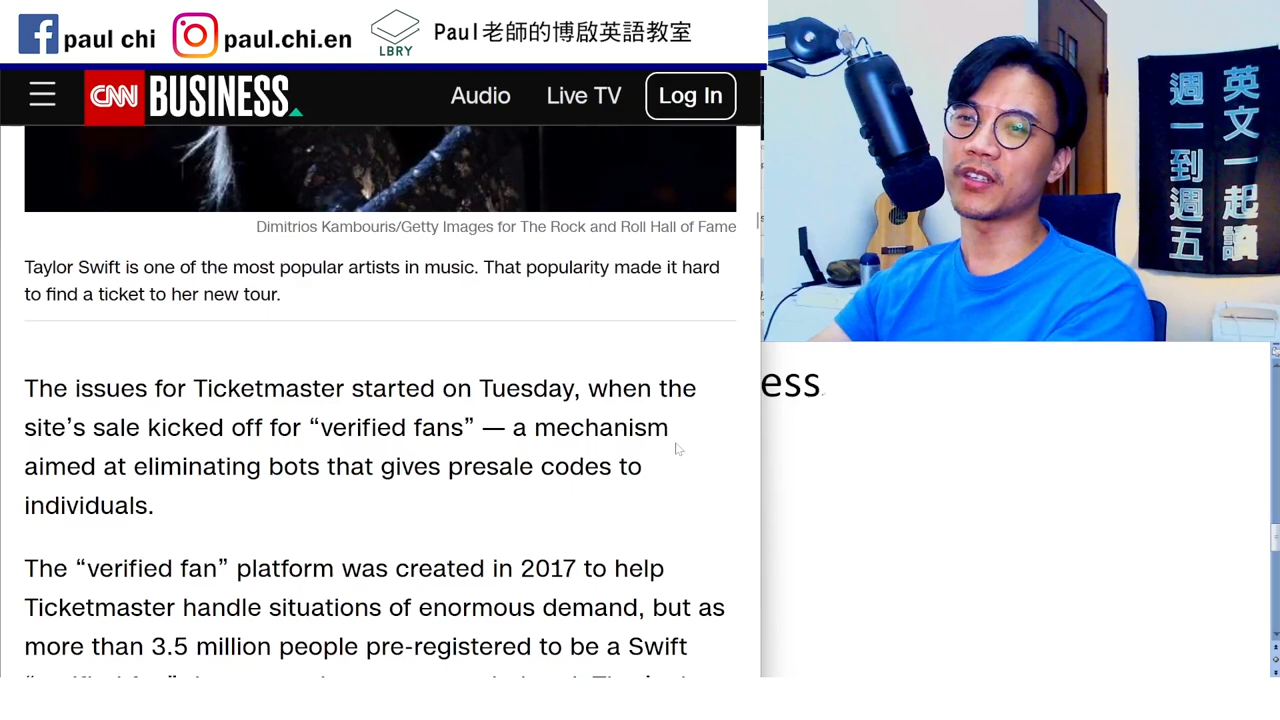 paul chi
paul.chi.en
LBRY
Paul老師的博啟英語教室
CNN BUSINESS
Audio
Live TV
Log In
Dimitrios Kambouris/Getty Images for The Rock and Roll Hall of Fame
Taylor Swift is one of the most popular artists in music. That popularity made it hard
to find a ticket to her new tour.
The issues for Ticketmaster started on Tuesday, when the
site's sale kicked off for “verified fans” — a mechanism
aimed at eliminating bots that gives presale codes to
individuals.
The “verified fan” platform was created in 2017 to help
Ticketmaster handle situations of enormous demand, but as
more than 3.5 million people pre-registered to be a Swift
英文一起讀
週一到週五
ess